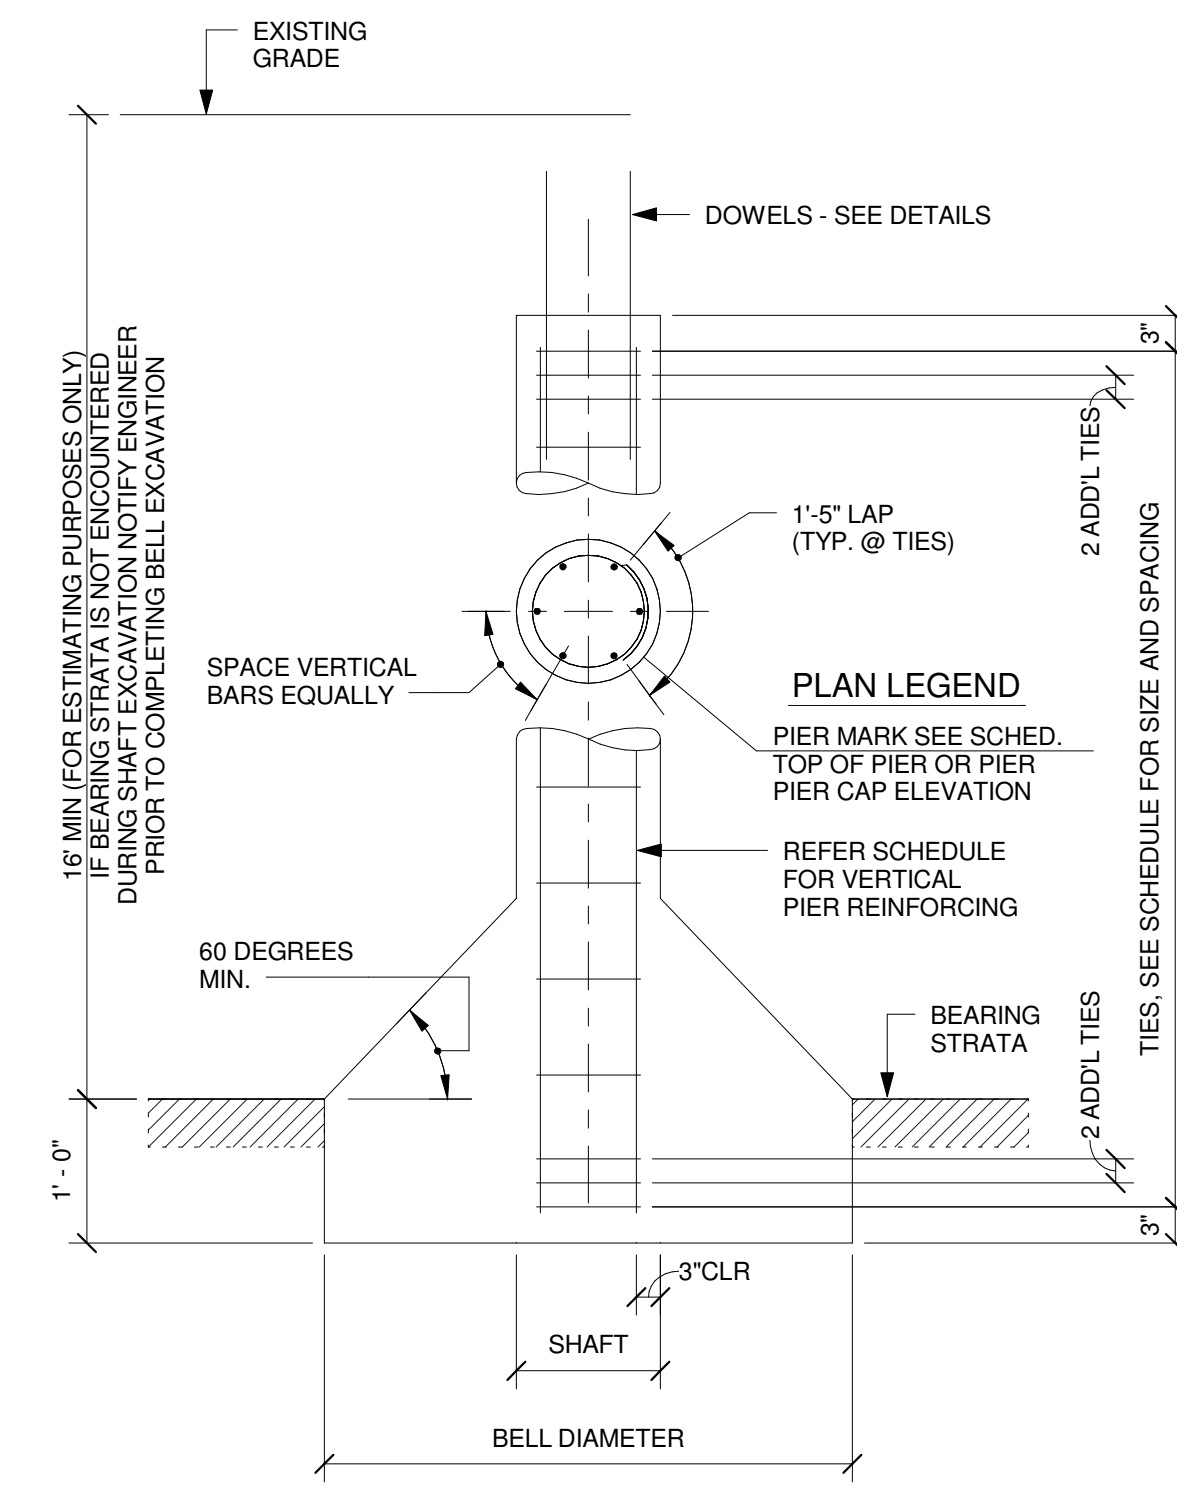 EXISTING
GRADE
DOWELS - SEE DETAILS
3"
2 ADD'L TIES
16' MIN (FOR ESTIMATING PURPOSES ONLY)
IF BEARING STRATA IS NOT ENCOUNTERED
DURING SHAFT EXCAVATION NOTIFY ENGINEER
PRIOR TO COMPLETING BELL EXCAVATION
1'-5" LAP
(TYP. @ TIES)
SPACE VERTICAL
BARS EQUALLY
PLAN LEGEND
PIER MARK SEE SCHED.
TOP OF PIER OR PIER
PIER CAP ELEVATION
TIES, SEE SCHEDULE FOR SIZE AND SPACING
REFER SCHEDULE
FOR VERTICAL
PIER REINFORCING
60 DEGREES
MIN.
BEARING
STRATA
2 ADD'L TIES
1' - 0"
3"
3"CLR
SHAFT
BELL DIAMETER